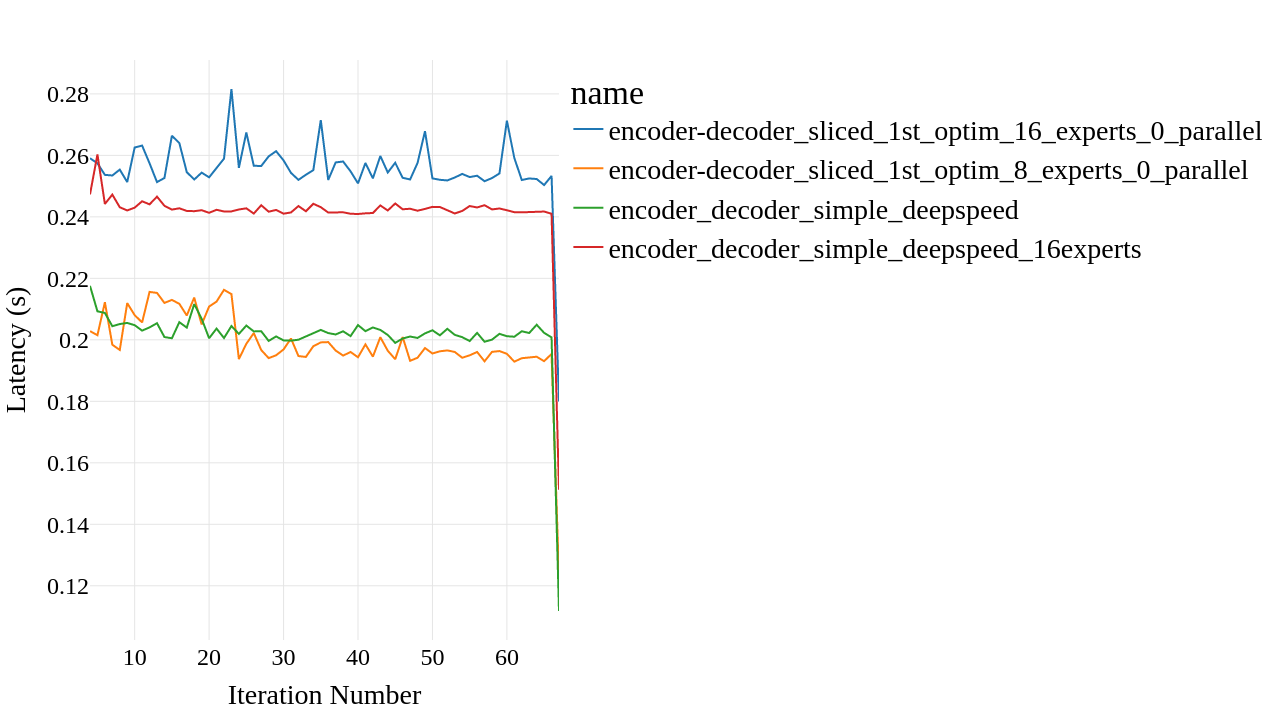 name
encoder-decoder_sliced_1st_optim_16_experts_0_parallel
encoder-decoder_sliced_1st_optim_8_experts_0_parallel
encoder_decoder_simple_deepspeed
encoder_decoder_simple_deepspeed_16experts
Latency (s)
0.28
0.26
0.24
0.22
0.2
0.18
0.16
0.14
0.12
10 20 30 40 50 60
Iteration Number